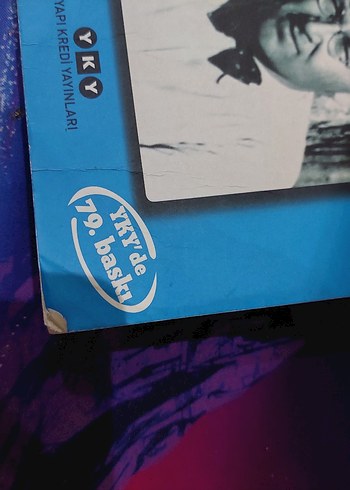 YKY
YAPI KREDİ YAYINLARI
YKY'de
79. baskı